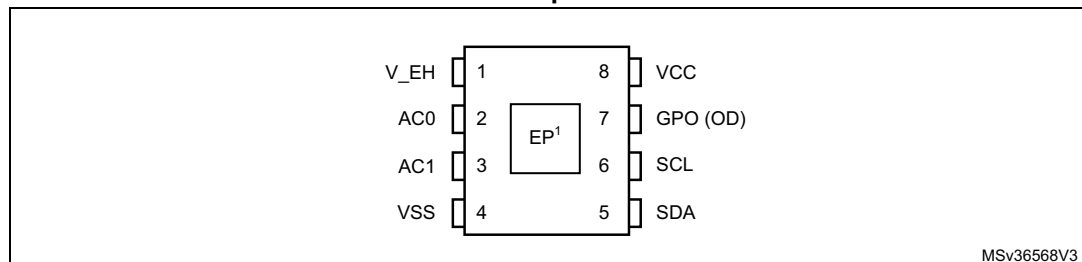 V_EH 1 8 VCC
AC0 2 7 GPO (OD)
EP1
AC1 3 6 SCL
VSS 4 5 SDA
MSv36568V3